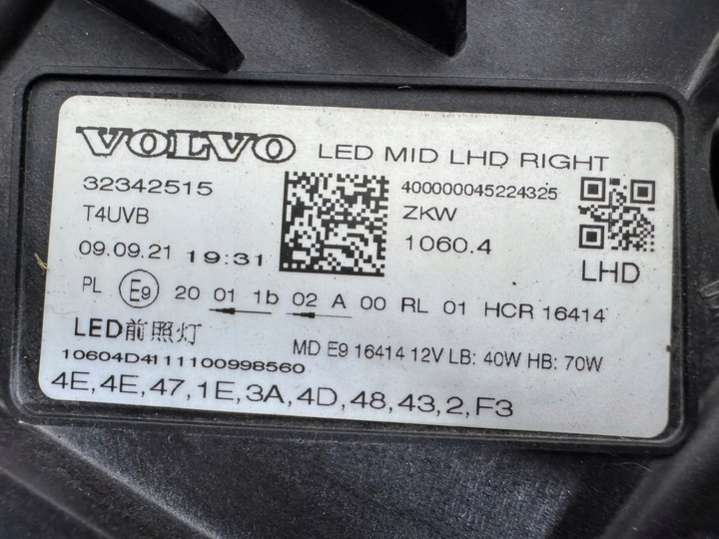 VOLVO LED MID LHD RIGHT
32342515
400000045224325
T4UVB
ZKW
09.09.21 19:31
1060.4
LHD
PL E9 20 01 1b 02 A 00 RL 01 HCR 16414
LED前照灯
MD E9 16414 12V LB: 40W HB: 70W
10604D4111100998560
4E,4E,47,1E,3A,4D,48,43,2,F3